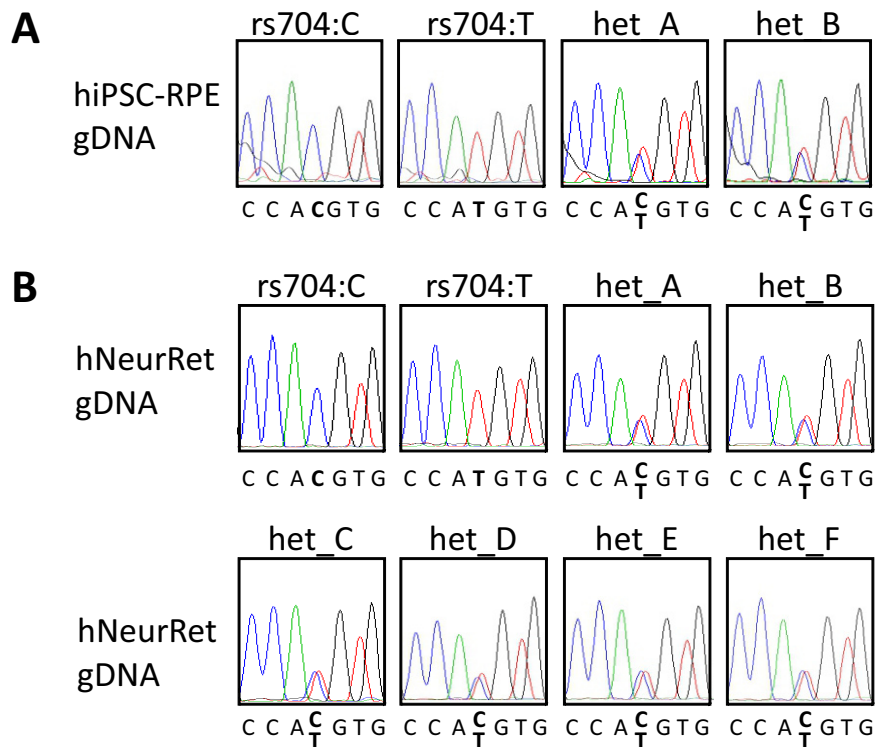 A
rs704:C rs704:T het_A het_B
hiPSC-RPE
gDNA
C C A C G T G C C A T G T G C C A C G T G C C A C G T G
T T
B
rs704:C rs704:T het_A het_B
hNeurRet
gDNA
C C A C G T G C C A T G T G C C A C G T G C C A C G T G
T T
het_C het_D het_E het_F
hNeurRet
gDNA
C C A C G T G C C A C G T G C C A C G T G C C A C G T G
T T T T